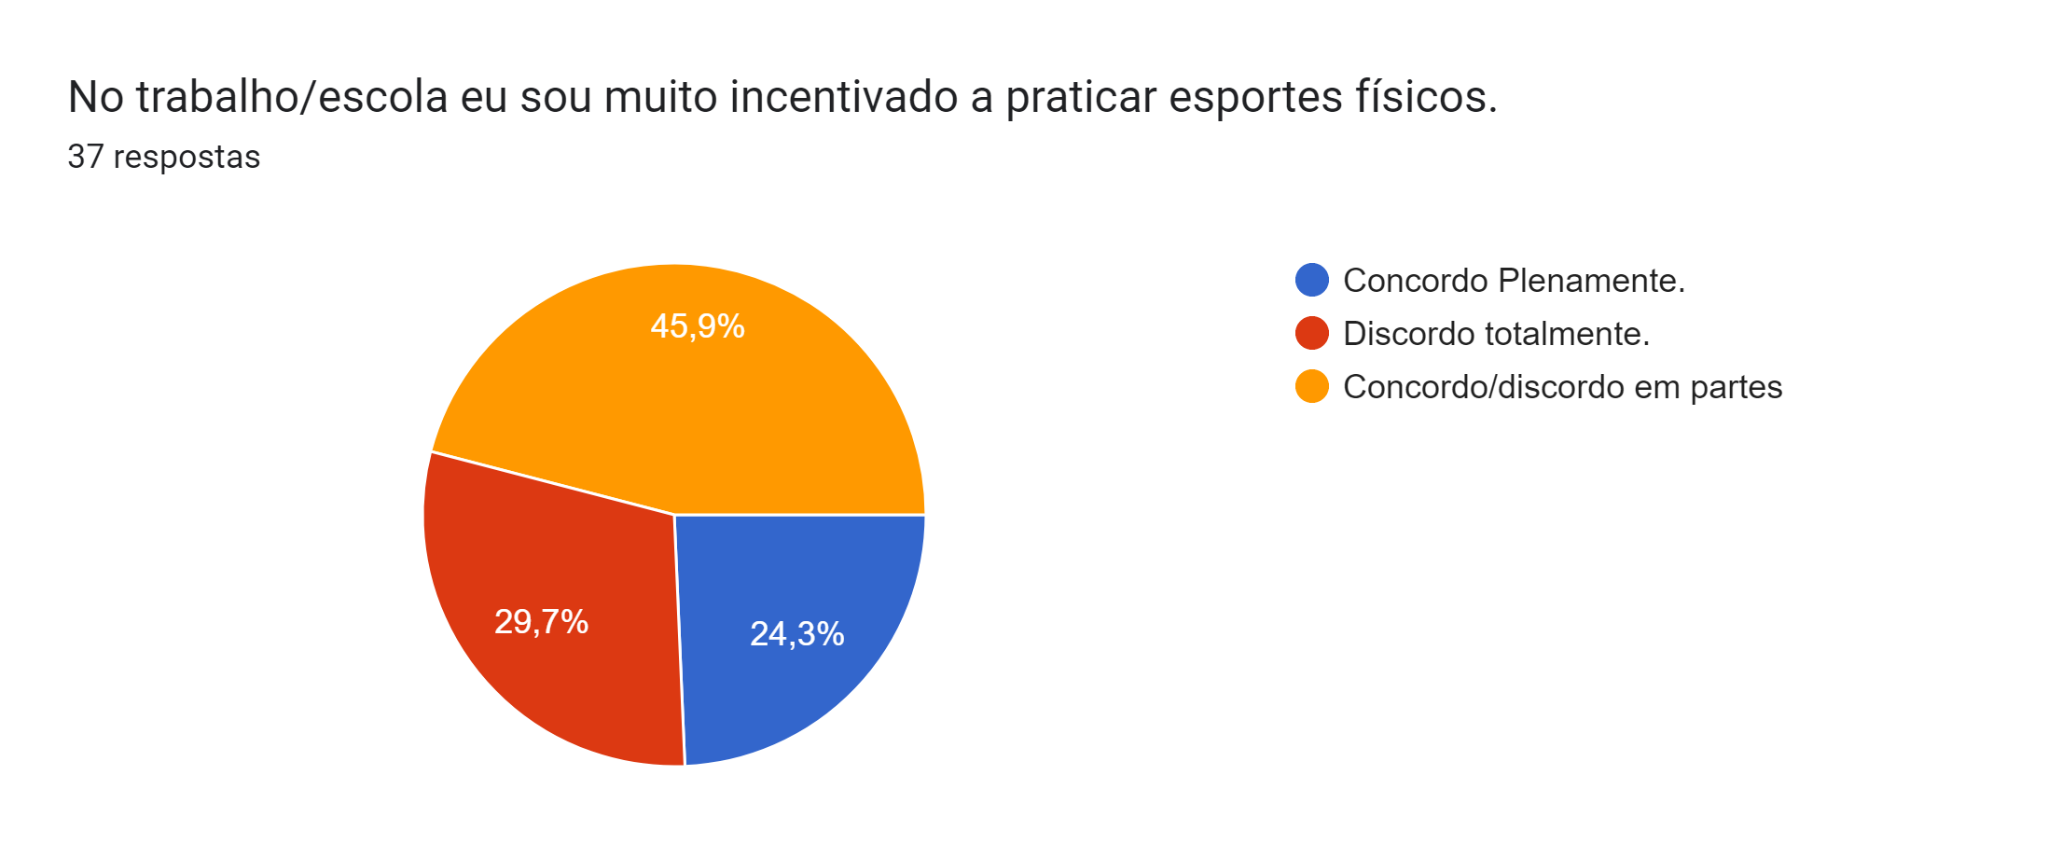 No trabalho/escola eu sou muito incentivado a praticar esportes físicos.
37 respostas
Concordo Plenamente.
Discordo totalmente.
Concordo/discordo em partes
45,9%
29,7%
24,3%